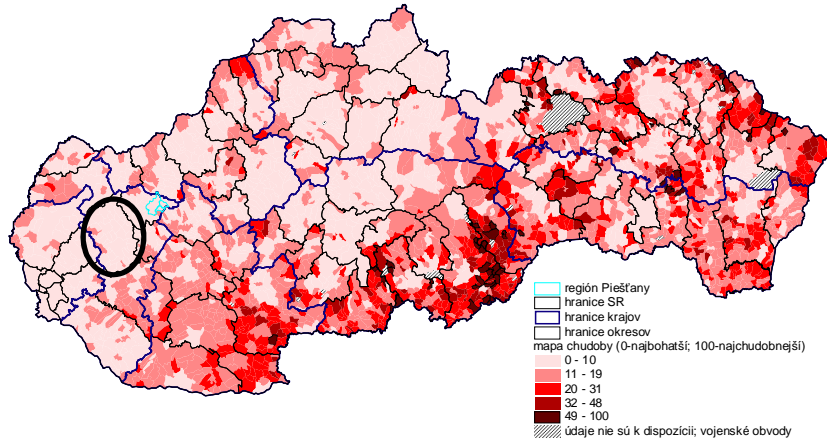 región Piešťany
hranice SR
hranice krajov
hranice okresov
mapa chudoby (0-najbohatší; 100-najchudobnejší)
0 - 10
11 - 19
20 - 31
32 - 48
49 - 100
údaje nie sú k dispozícii; vojenské obvody